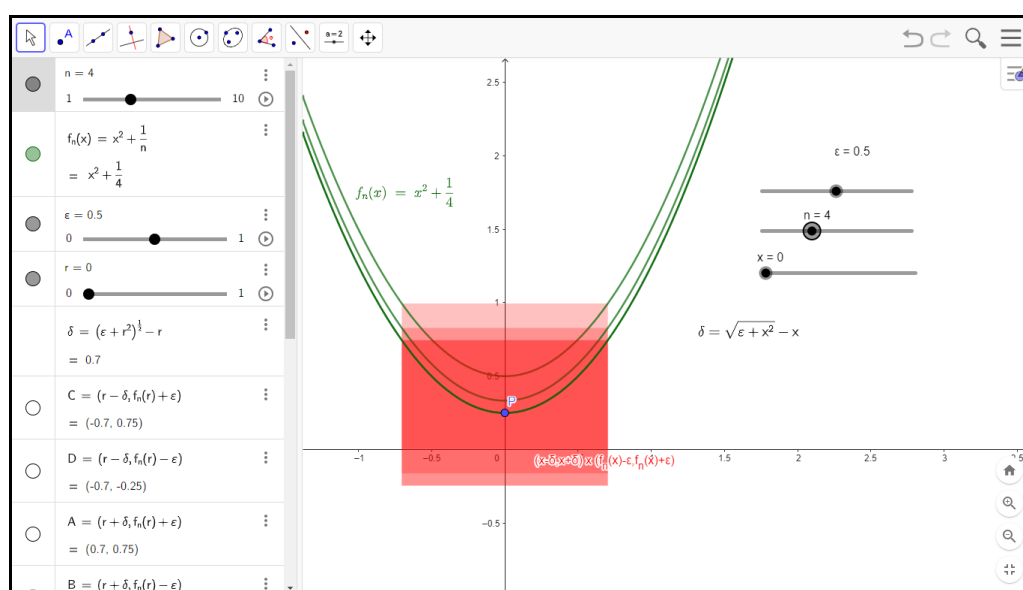 A
a=2
n = 4
1 10
fₙ(x) = x² + 1/n
= x² + 1/4
ε = 0.5
0 1
r = 0
0 1
δ = (ε + r²)^(1/2) − r
= 0.7
C = (r − δ, fₙ(r) + ε)
= (-0.7, 0.75)
D = (r − δ, fₙ(r) − ε)
= (-0.7, -0.25)
A = (r + δ, fₙ(r) + ε)
= (0.7, 0.75)
B = (r + δ, fₙ(r) − ε)
2.5
2
fₙ(x) = x² + 1/4
1.5
1
0.5
P
−1 −0.5 0 1.5 2 2.5 3
(x-δ,x+δ) x (fₙ(x)-ε,fₙ(x)+ε)
−0.5
ε = 0.5
n = 4
x = 0
δ = √(ε + x²) − x